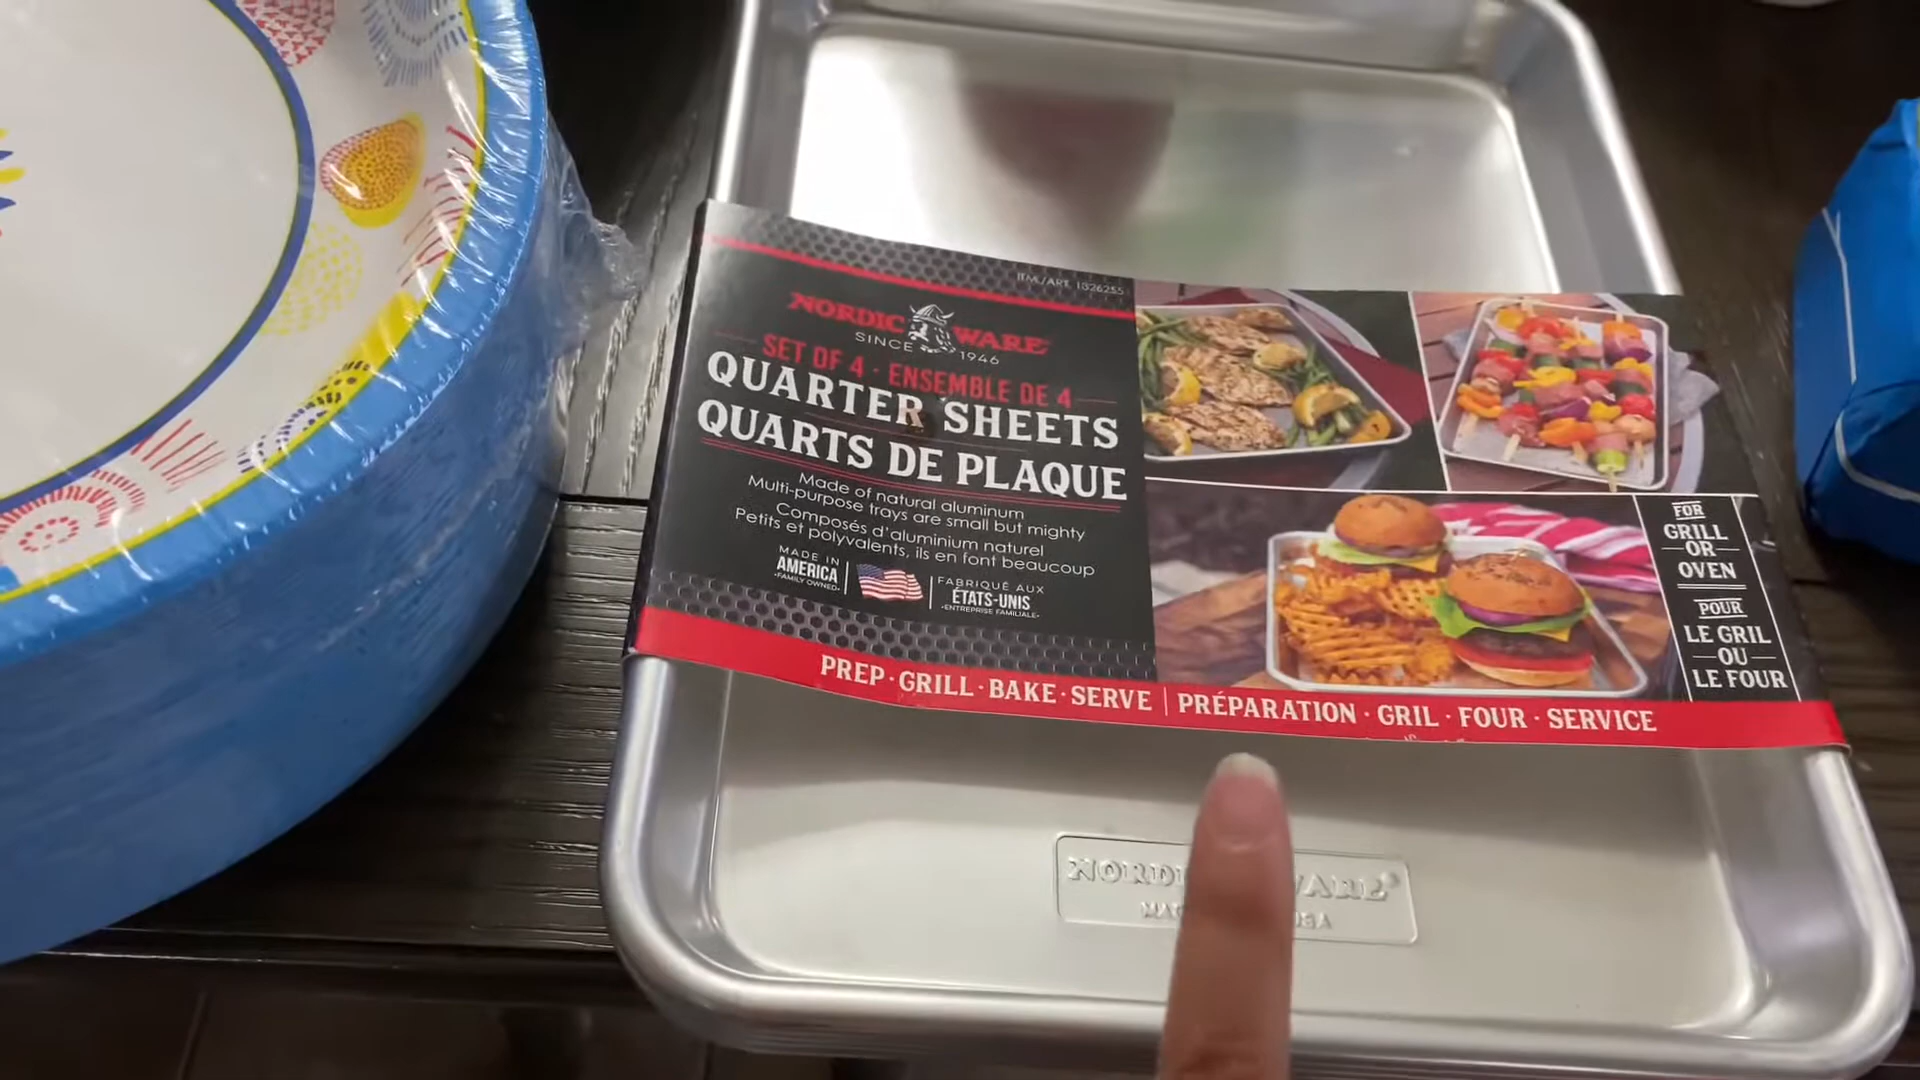 ITM./ART. 1326255
NORDIC WARE
SINCE 1946
SET OF 4 · ENSEMBLE DE 4
QUARTER SHEETS
QUARTS DE PLAQUE
Made of natural aluminum
Multi-purpose trays are small but mighty
Composés d'aluminium naturel
Petits et polyvalents, ils en font beaucoup
MADE IN
AMERICA
•FAMILY OWNED•
FABRIQUÉ AUX
ÉTATS-UNIS
•ENTREPRISE FAMILIALE•
FOR
GRILL
OR
OVEN
POUR
LE GRIL
OU
LE FOUR
PREP · GRILL · BAKE · SERVE | PRÉPARATION · GRIL · FOUR · SERVICE